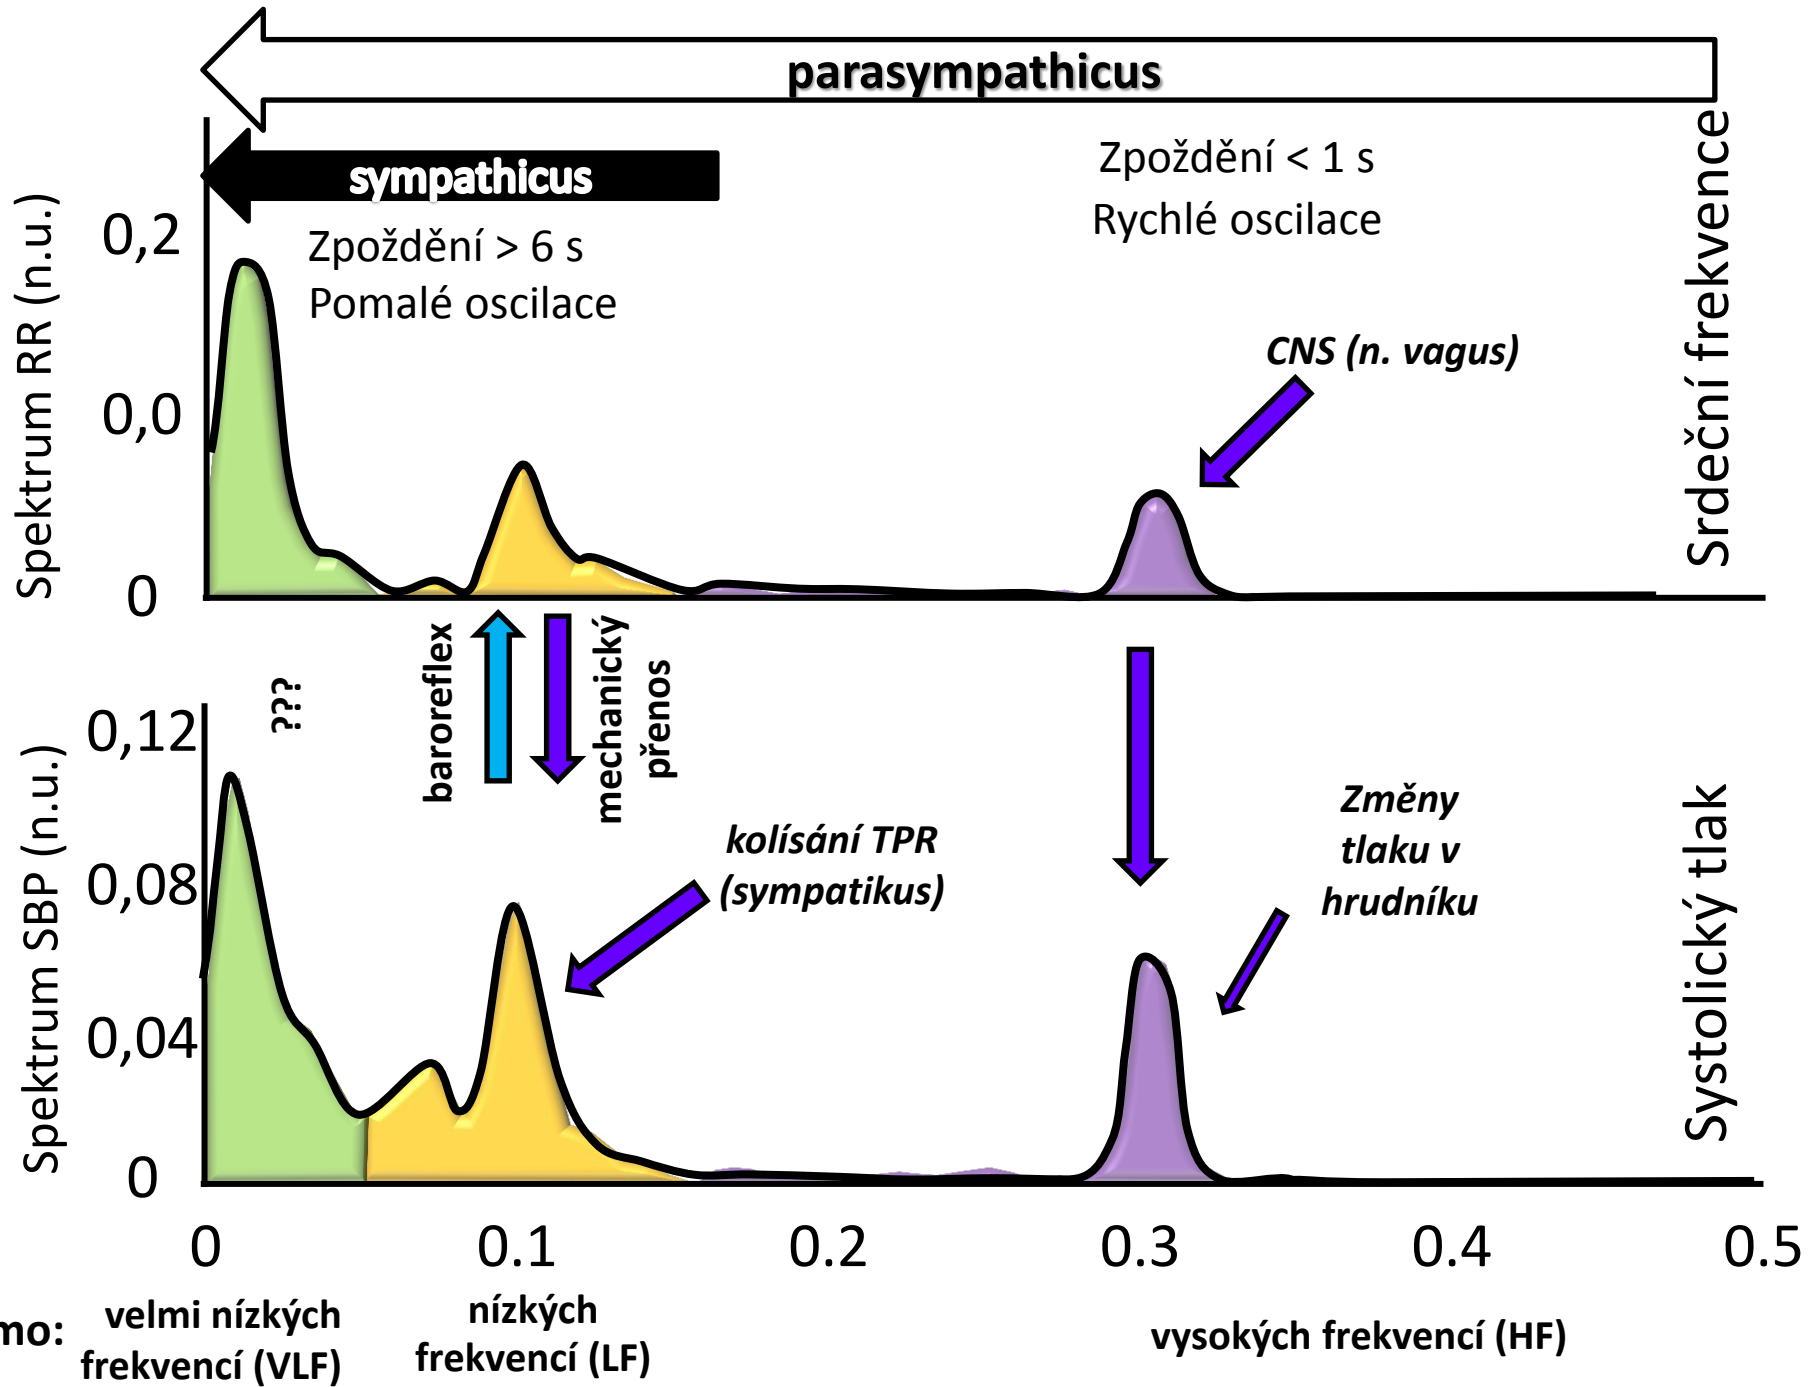 parasympathicus
sympathicus
Zpoždění < 1 s
Rychlé oscilace
Zpoždění > 6 s
Pomalé oscilace
Spektrum RR (n.u.)
0,2
0,0
0
CNS (n. vagus)
Srdeční frekvence
???
baroreflex
mechanický
přenos
Spektrum SBP (n.u.)
0,12
0,08
0,04
0
kolísání TPR
(sympatikus)
Změny
tlaku v
hrudníku
Systolický tlak
0 0.1 0.2 0.3 0.4 0.5
mo:
velmi nízkých
frekvencí (VLF)
nízkých
frekvencí (LF)
vysokých frekvencí (HF)